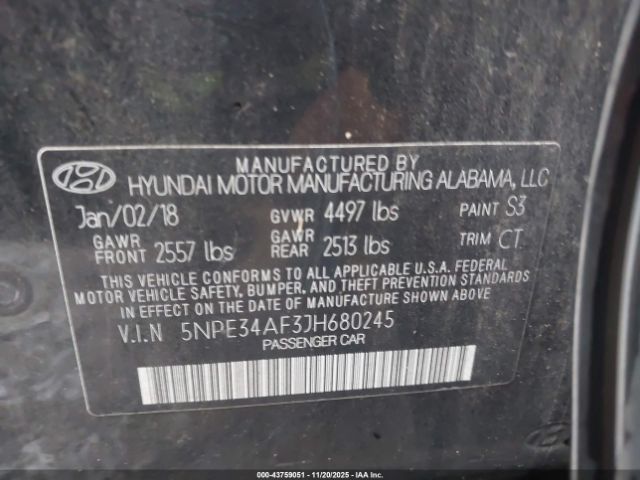 MANUFACTURED BY
HYUNDAI MOTOR MANUFACTURING ALABAMA, LLC
Jan/02/18 GVWR 4497 lbs PAINT S3
GAWR FRONT 2557 lbs GAWR REAR 2513 lbs TRIM CT
THIS VEHICLE CONFORMS TO ALL APPLICABLE U.S.A. FEDERAL
MOTOR VEHICLE SAFETY, BUMPER, AND THEFT PREVENTION STANDARDS
IN EFFECT ON THE DATE OF MANUFACTURE SHOWN ABOVE.
V.I.N 5NPE34AF3JH680245
PASSENGER CAR
000-43759051 - 11/20/2025 - IAAI.COM